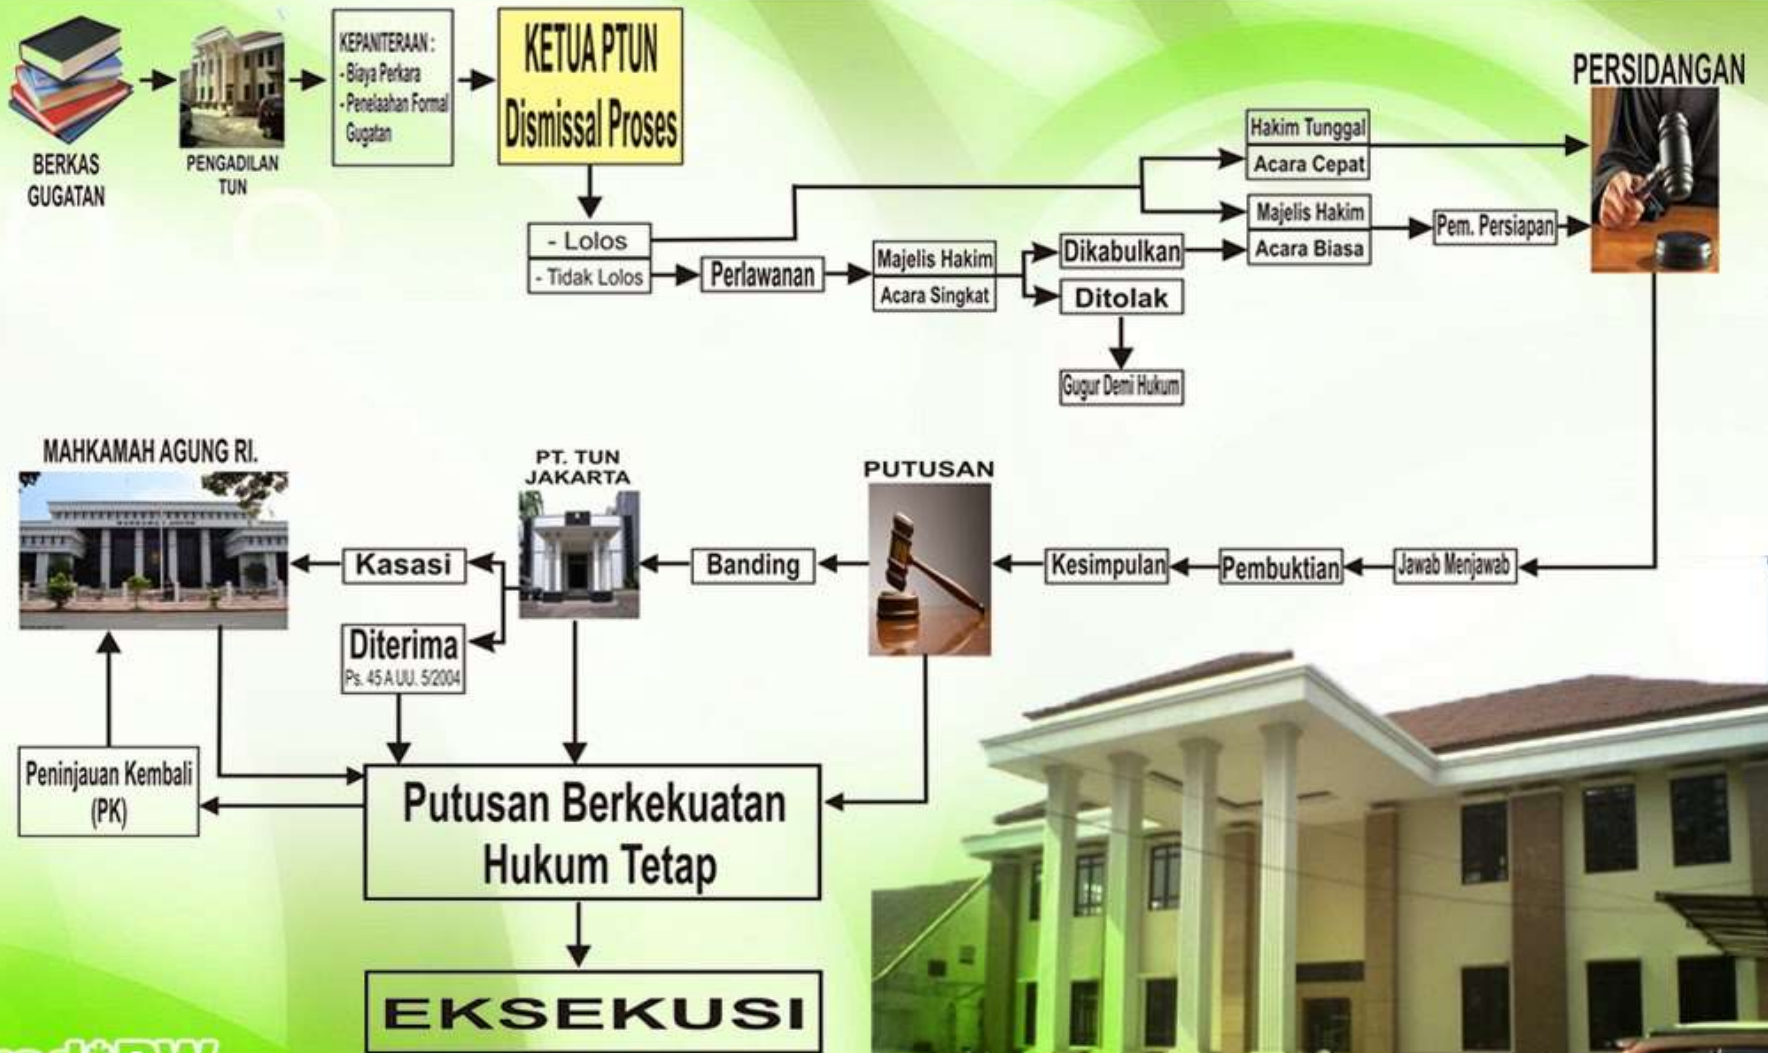 BERKAS
GUGATAN
PENGADILAN
TUN
KEPANITERAAN :
- Biaya Perkara
- Penelaahan Formal
Gugatan
KETUA PTUN
Dismissal Proses
- Lolos
- Tidak Lolos
Perlawanan
Majelis Hakim
Acara Singkat
Dikabulkan
Ditolak
Gugur Demi Hukum
Hakim Tunggal
Acara Cepat
Majelis Hakim
Acara Biasa
Pem. Persiapan
PERSIDANGAN
Jawab Menjawab
Pembuktian
Kesimpulan
PUTUSAN
Banding
PT. TUN
JAKARTA
Kasasi
Diterima
Ps. 45 A UU. 5/2004
MAHKAMAH AGUNG RI.
Peninjauan Kembali
(PK)
Putusan Berkekuatan
Hukum Tetap
EKSEKUSI